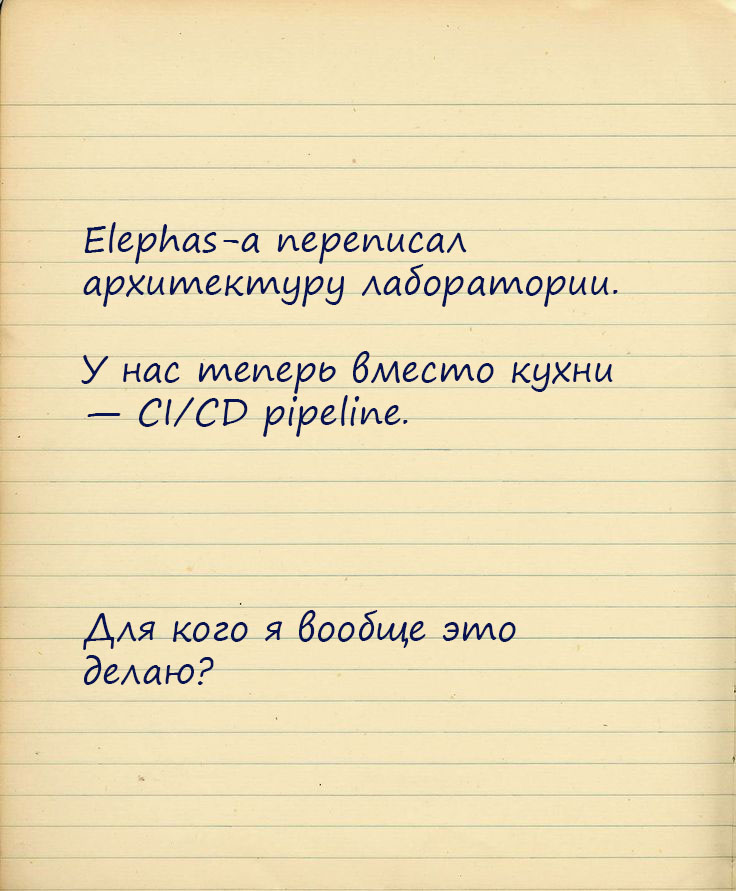 Elephas-а переписал
архитектуру лаборатории.
У нас теперь вместо кухни
— CI/CD pipeline.
Для кого я вообще это
делаю?